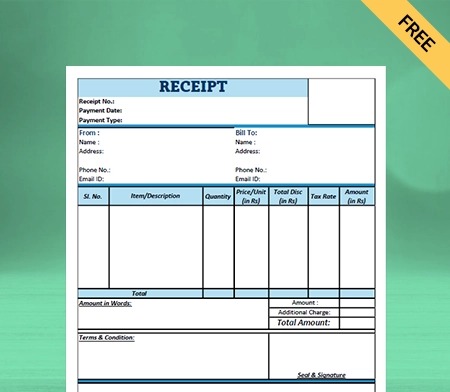 FREE
RECEIPT
Receipt No.:
Payment Date:
Payment Type:
From : Bill To:
Name : Name :
Address: Address:
Phone No.: Phone No.:
Email ID: Email ID:
Sl. No. Item/Description Quantity Price/Unit (in Rs) Total Disc (in Rs) Tax Rate Amount (in Rs)
Total
Amount in Words: Amount :
Additional Charge:
Total Amount:
Terms & Condition:
Seal & Signature